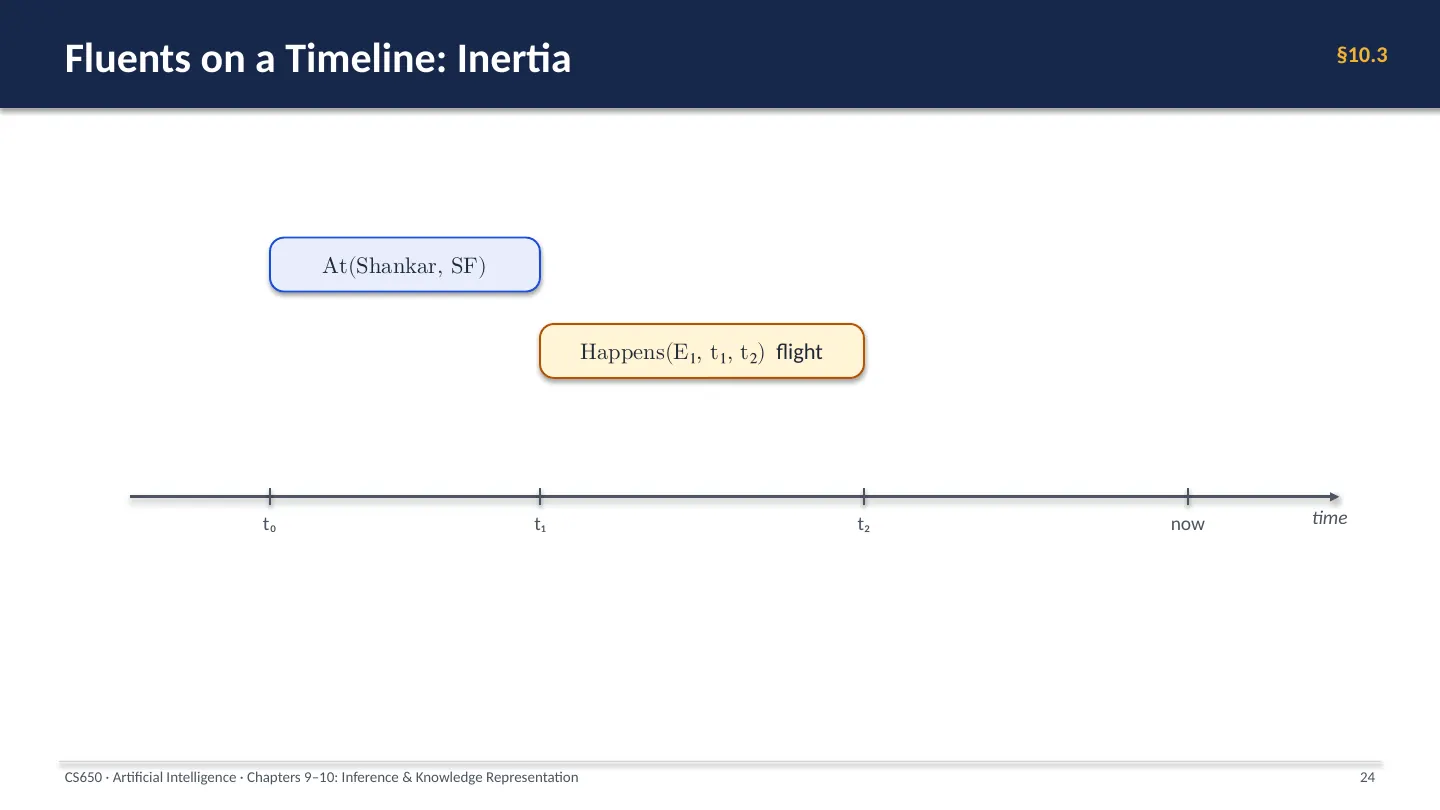 Fluents on a Timeline: Inertia
§10.3
At(Shankar, SF)
Happens(E₁, t₁, t₂) flight
t₀
t₁
t₂
now
time
CS650 · Artificial Intelligence · Chapters 9–10: Inference & Knowledge Representation
24